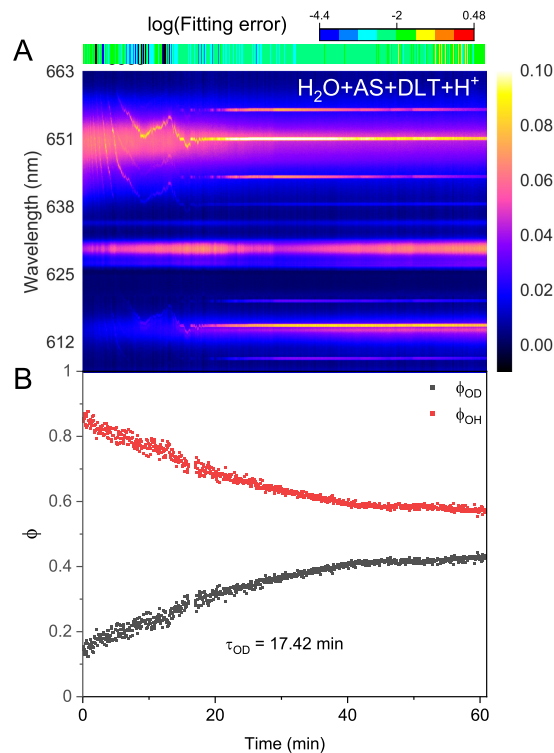 log(Fitting error)
-4.4 -2 0.48
A
H₂O+AS+DLT+H⁺
Wavelength (nm)
663
651
638
625
612
0.10
0.08
0.06
0.04
0.02
0.00
B
ϕOD
ϕOH
ϕ
1
0.8
0.6
0.4
0.2
0
τOD = 17.42 min
0 20 40 60
Time (min)